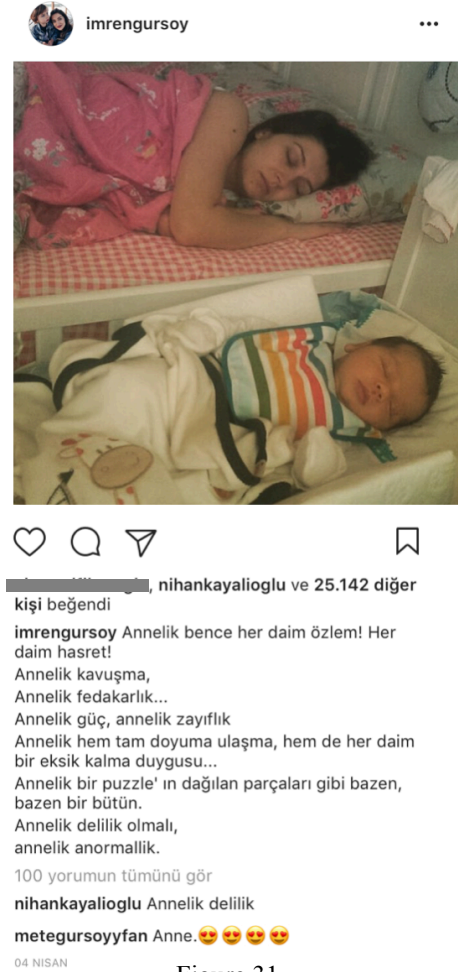 imrengursoy
, nihankayalioglu ve 25.142 diğer
kişi beğendi
imrengursoy Annelik bence her daim özlem! Her
daim hasret!
Annelik kavuşma,
Annelik fedakarlık...
Annelik güç, annelik zayıflık
Annelik hem tam doyuma ulaşma, hem de her daim
bir eksik kalma duygusu...
Annelik bir puzzle' ın dağılan parçaları gibi bazen,
bazen bir bütün.
Annelik delilik olmalı,
annelik anormallik.
100 yorumun tümünü gör
nihankayalioglu Annelik delilik
metegursoyyfan Anne.😍😍😍😍
04 NISAN
Figure 31